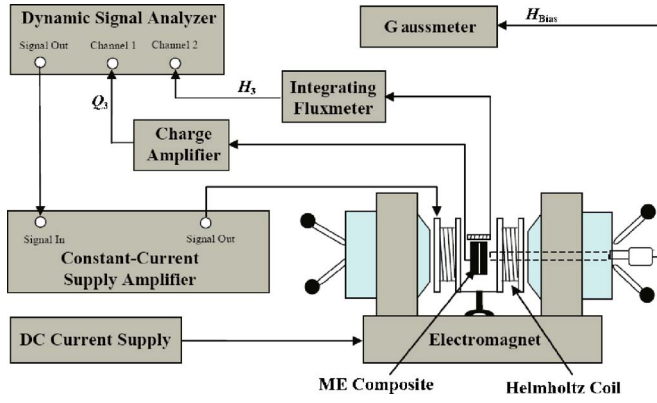 Dynamic Signal Analyzer
Signal Out
Channel 1
Channel 2
Gaussmeter
H Bias
H3
Integrating
Fluxmeter
Q3
Charge
Amplifier
Signal In
Signal Out
Constant-Current
Supply Amplifier
DC Current Supply
Electromagnet
ME Composite
Helmholtz Coil